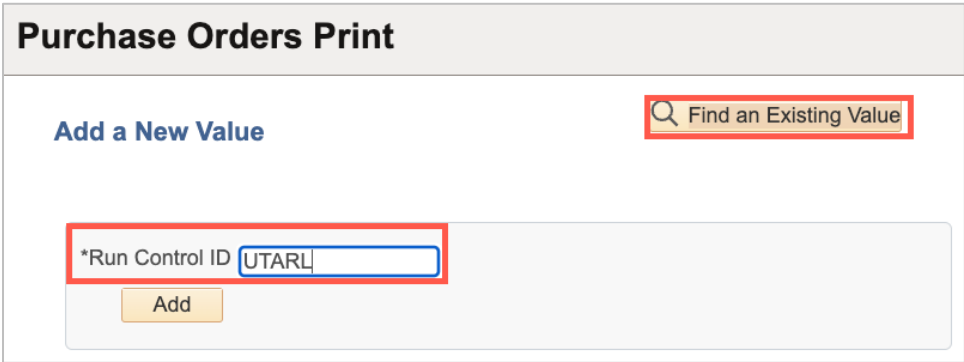 Purchase Orders Print
Find an Existing Value
Add a New Value
*Run Control ID UTARL
Add